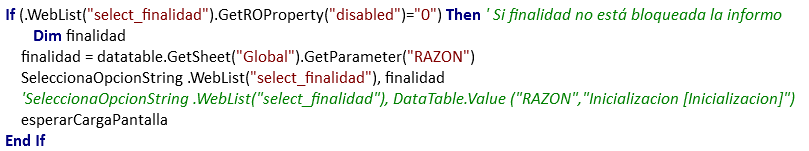 If (.WebList("select_finalidad").GetROProperty("disabled")="0") Then ' Si finalidad no está bloqueada la informo
Dim finalidad
finalidad = datatable.GetSheet("Global").GetParameter("RAZON")
SeleccionaOpcionString .WebList("select_finalidad"), finalidad
'SeleccionaOpcionString .WebList("select_finalidad"), DataTable.Value ("RAZON","Inicializacion [Inicializacion]")
esperarCargaPantalla
End If